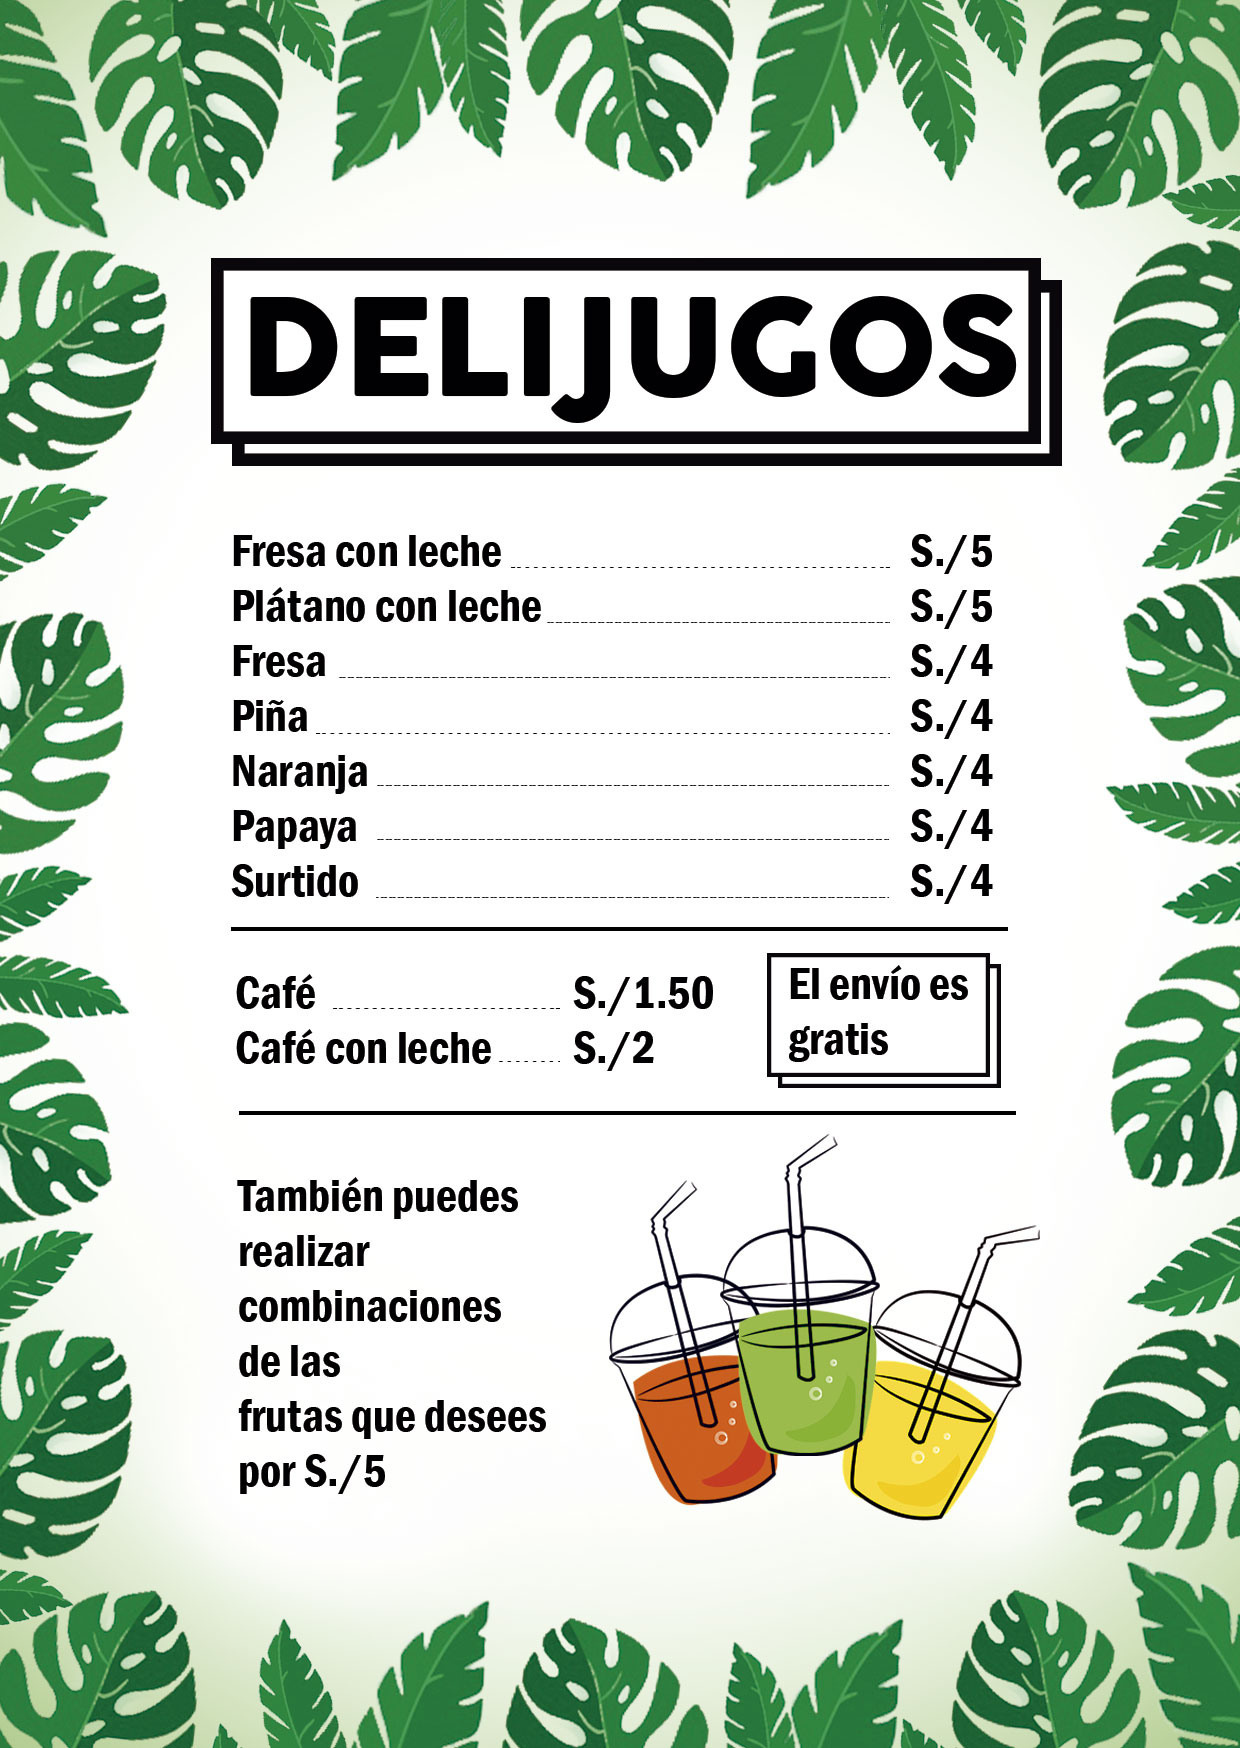 DELIJUGOS
Fresa con leche S./5
Plátano con leche S./5
Fresa S./4
Piña S./4
Naranja S./4
Papaya S./4
Surtido S./4
Café S./1.50
Café con leche S./2
El envío es
gratis
También puedes
realizar
combinaciones
de las
frutas que desees
por S./5